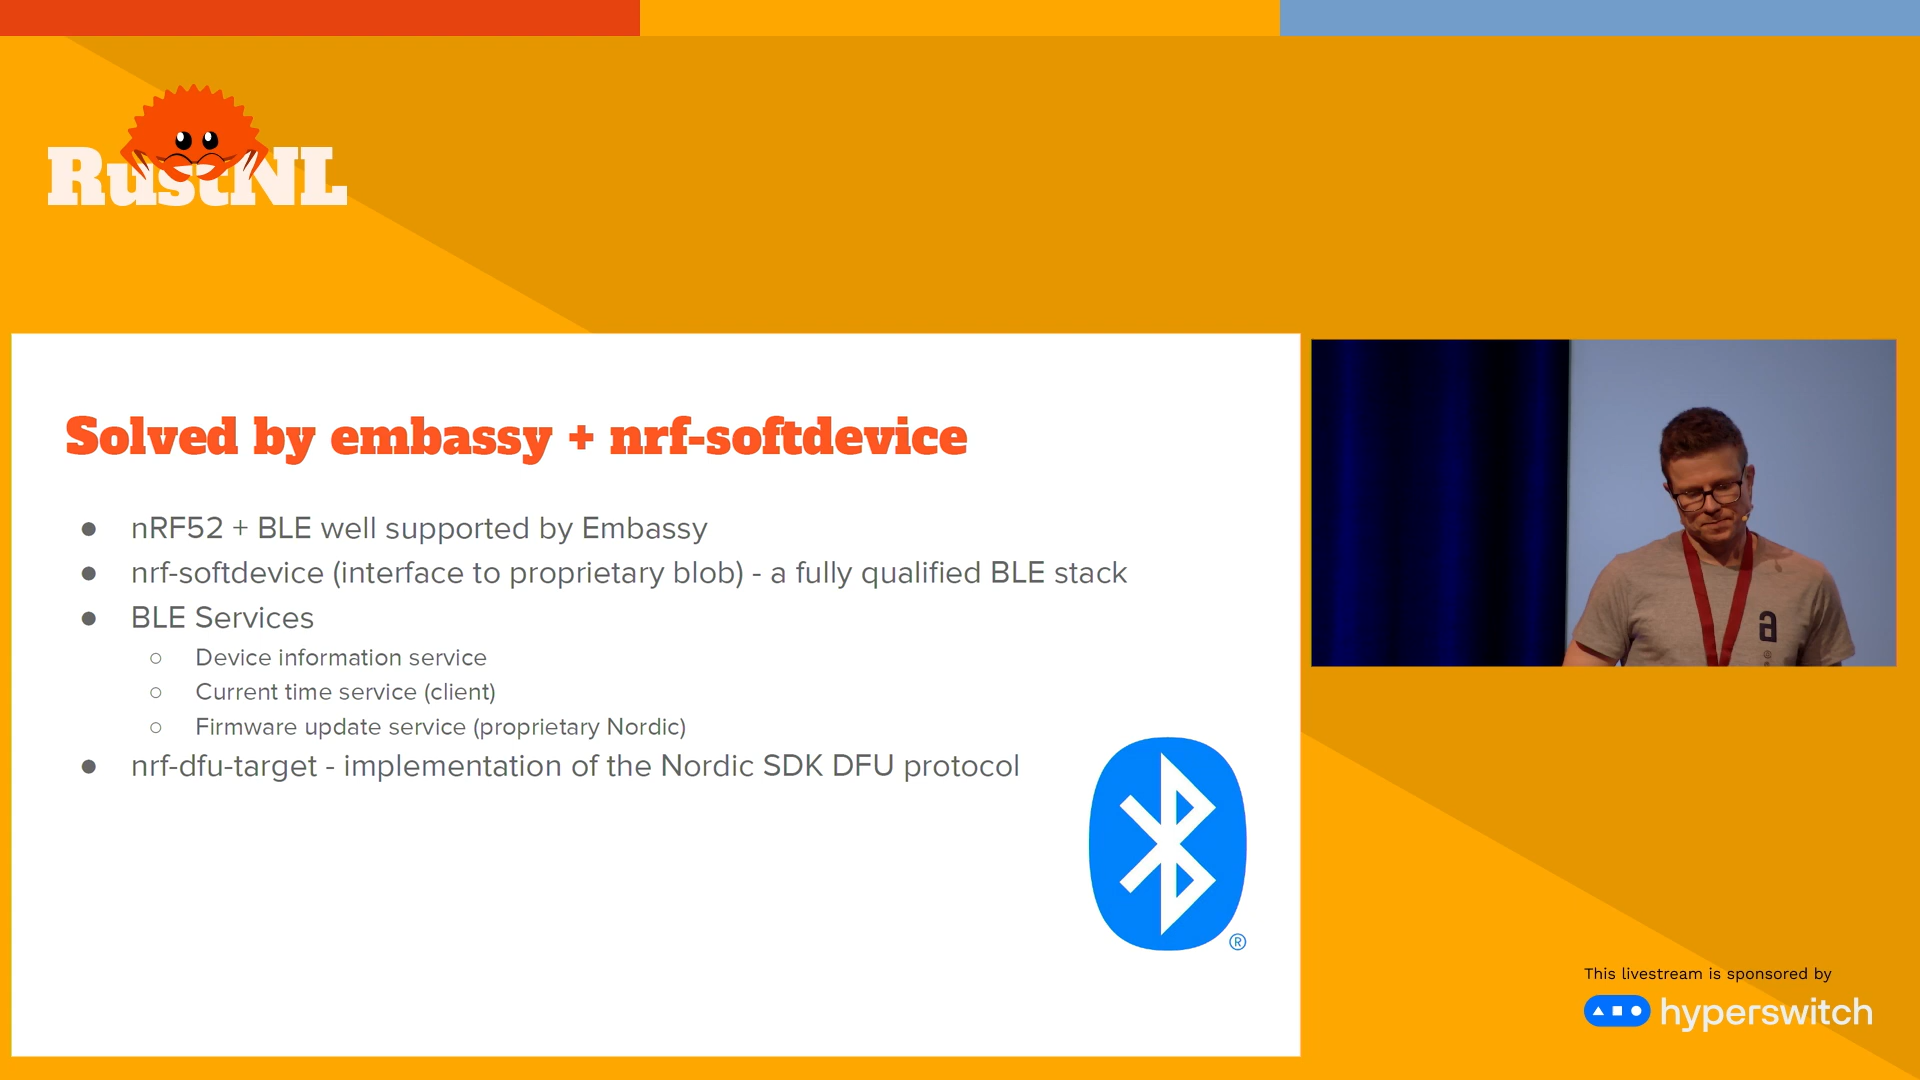 RustNL
Solved by embassy + nrf-softdevice
● nRF52 + BLE well supported by Embassy
● nrf-softdevice (interface to proprietary blob) - a fully qualified BLE stack
● BLE Services
○ Device information service
○ Current time service (client)
○ Firmware update service (proprietary Nordic)
● nrf-dfu-target - implementation of the Nordic SDK DFU protocol
®
a
This livestream is sponsored by
hyperswitch